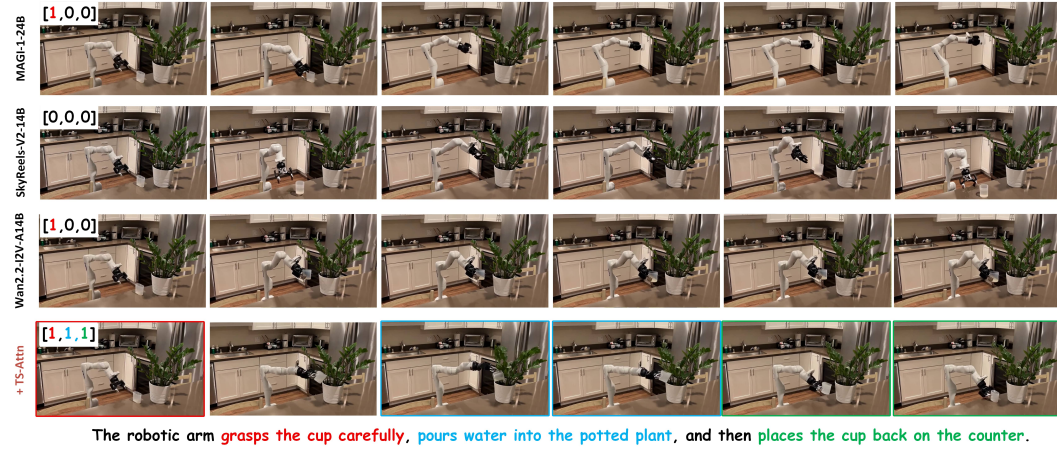 MAGI-1-24B
[1,0,0]
SkyReels-V2-14B
[0,0,0]
Wan2.2-I2V-A14B
[1,0,0]
+ TS-Attn
[1,1,1]
The robotic arm grasps the cup carefully, pours water into the potted plant, and then places the cup back on the counter.